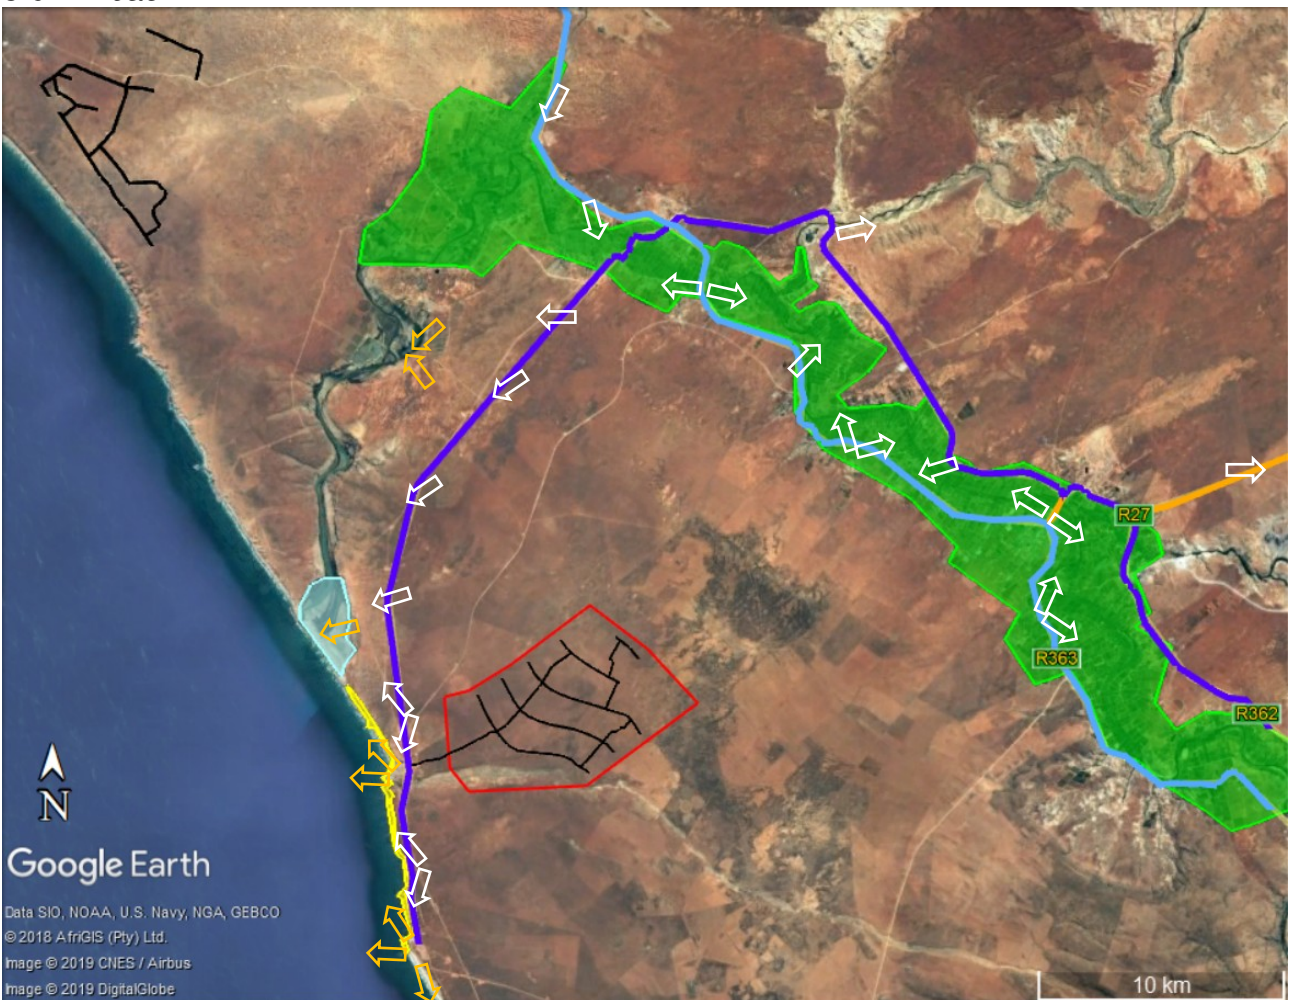 R27
R363
R362
N
Google Earth
Data SIO, NOAA, U.S. Navy, NGA, GEBCO
© 2018 AfriGIS (Pty) Ltd.
Image © 2019 CNES / Airbus
Image © 2019 DigitalGlobe
10 km